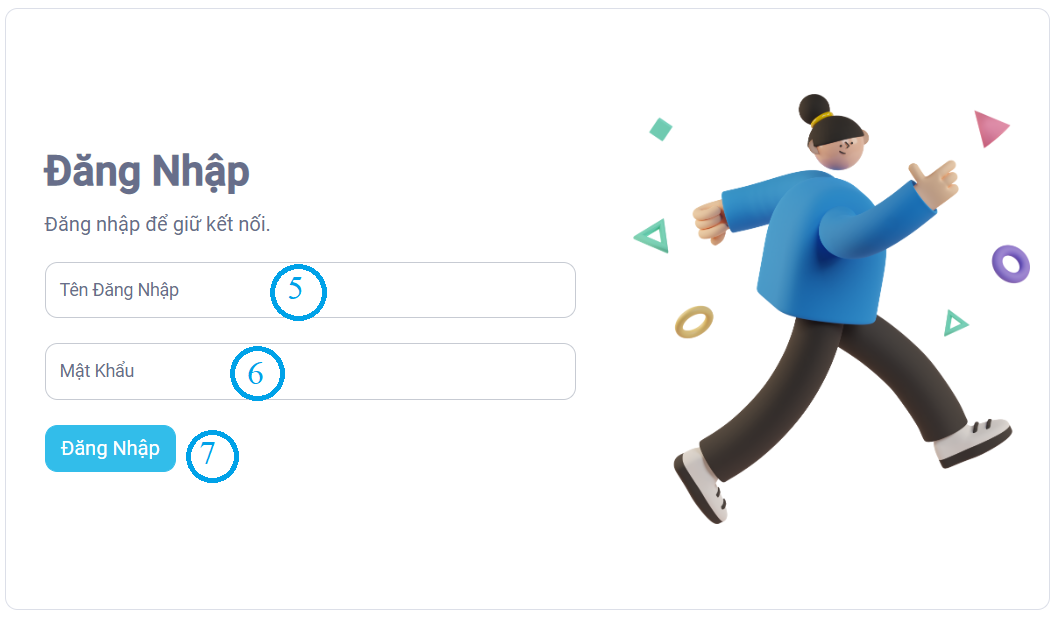 Đăng Nhập
Đăng nhập để giữ kết nối.
Tên Đăng Nhập 5
Mật Khẩu 6
Đăng Nhập 7